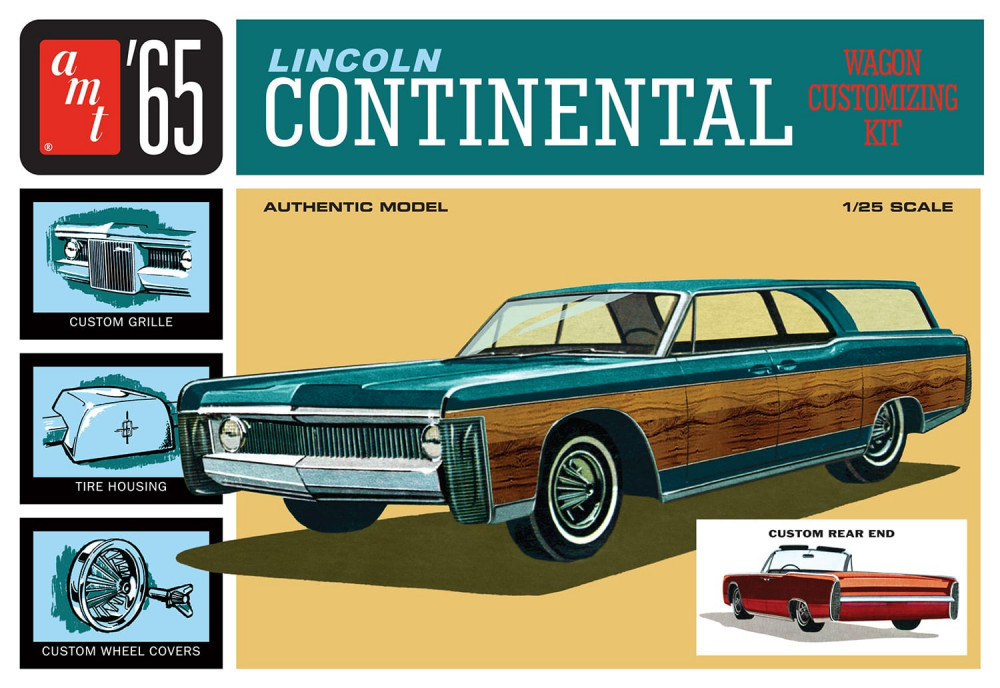 amt
®
'65
LINCOLN
CONTINENTAL
WAGON
CUSTOMIZING
KIT
AUTHENTIC MODEL
1/25 SCALE
CUSTOM GRILLE
TIRE HOUSING
CUSTOM WHEEL COVERS
CUSTOM REAR END